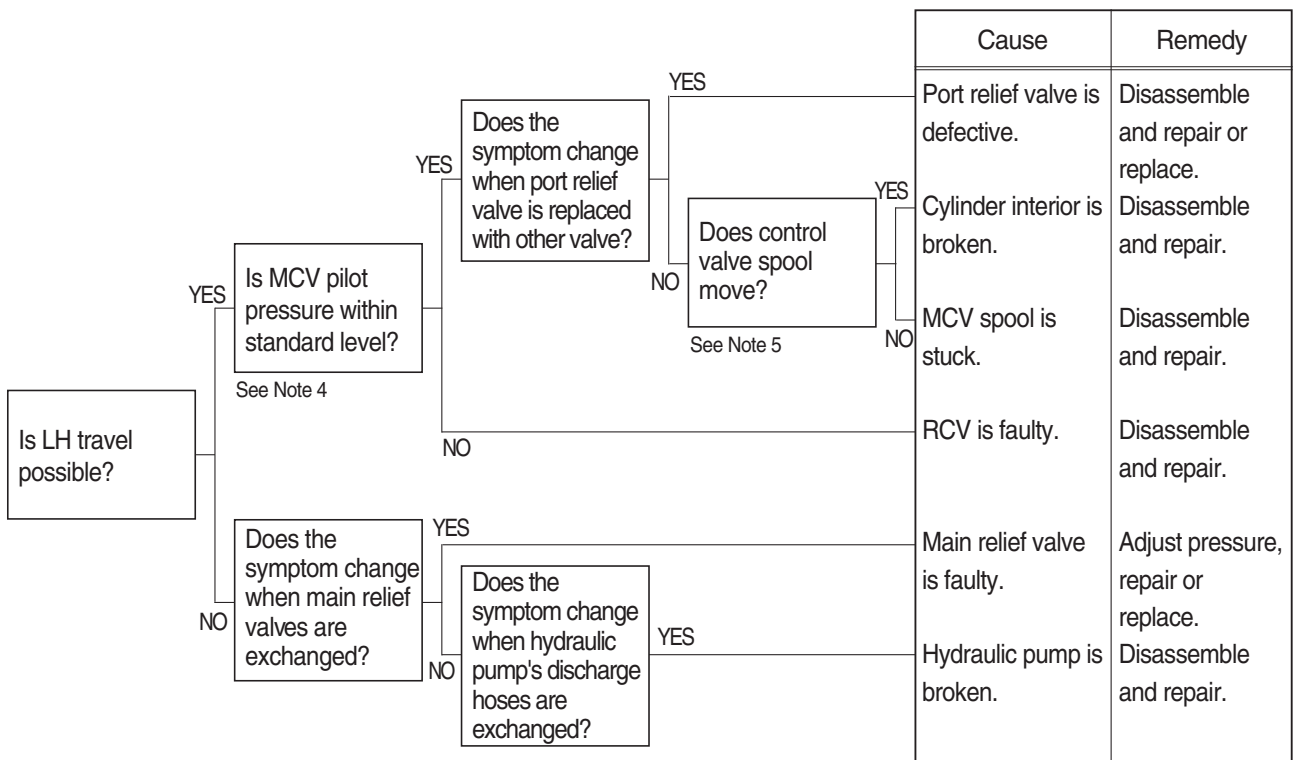 Is LH travel
possible?
YES
NO
Is MCV pilot
pressure within
standard level?
See Note 4
YES
NO
Does the
symptom change
when port relief
valve is replaced
with other valve?
YES
NO
Does control
valve spool
move?
See Note 5
YES
NO
Does the
symptom change
when main relief
valves are
exchanged?
YES
NO
Does the
symptom change
when hydraulic
pump's discharge
hoses are
exchanged?
YES
Cause
Remedy
Port relief valve is
defective.
Disassemble
and repair or
replace.
Cylinder interior is
broken.
Disassemble
and repair.
MCV spool is
stuck.
Disassemble
and repair.
RCV is faulty.
Disassemble
and repair.
Main relief valve
is faulty.
Adjust pressure,
repair or
replace.
Hydraulic pump is
broken.
Disassemble
and repair.